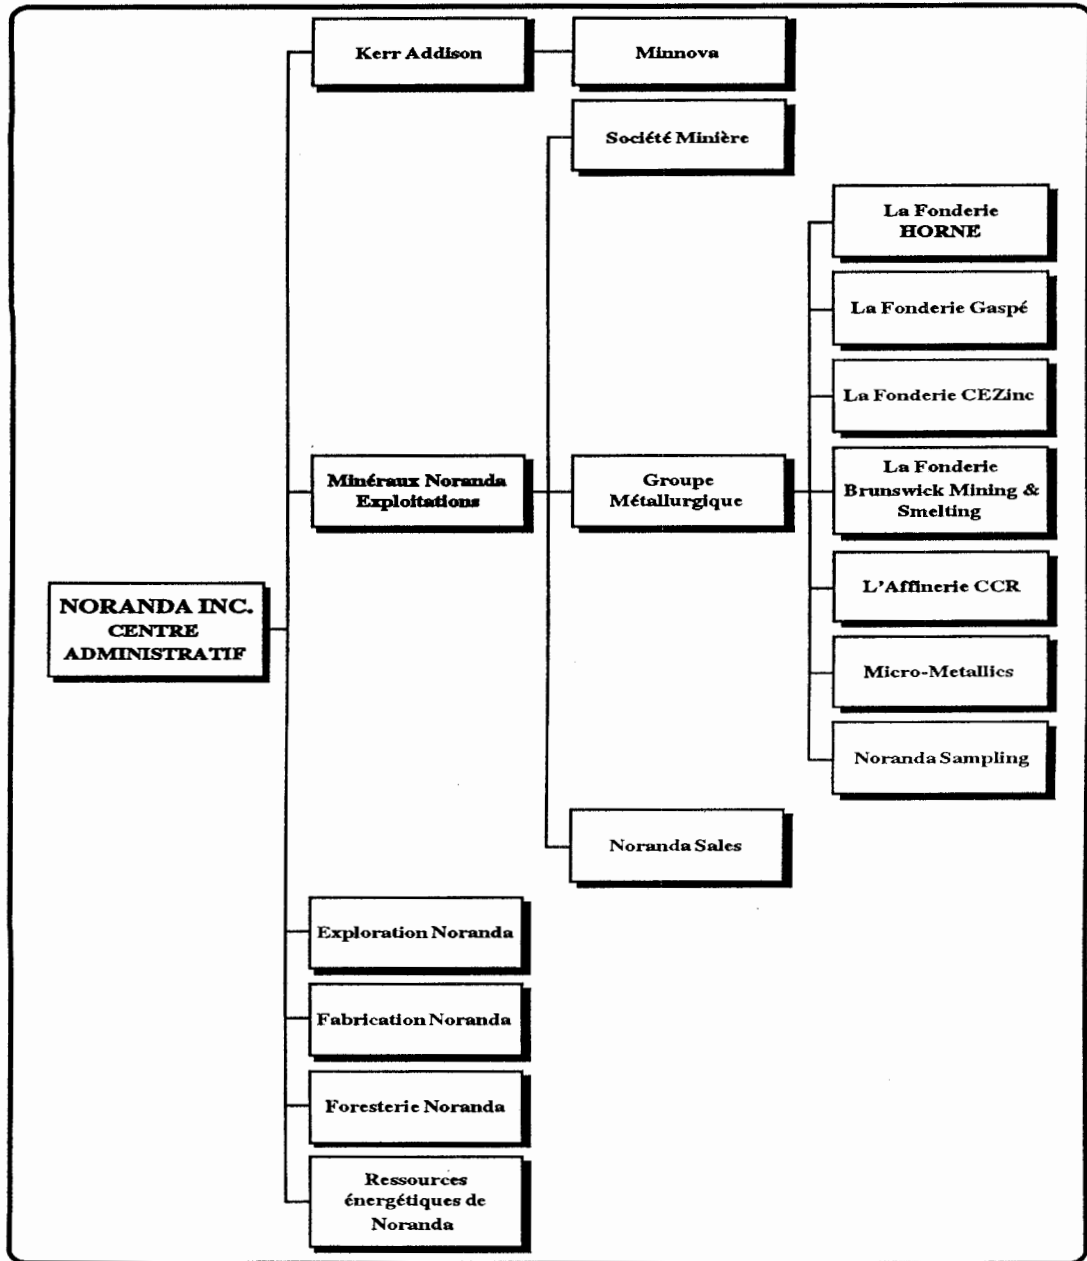 Kerr Addison
Minnova
Société Minière
La Fonderie
HORNE
La Fonderie Gaspé
La Fonderie CEZinc
Minéraux Noranda
Exploitations
Groupe
Métallurgique
La Fonderie
Brunswick Mining &
Smelting
NORANDA INC.
CENTRE
ADMINISTRATIF
L'Affinerie CCR
Micro-Metallics
Noranda Sampling
Noranda Sales
Exploration Noranda
Fabrication Noranda
Foresterie Noranda
Ressources
énergétiques de
Noranda